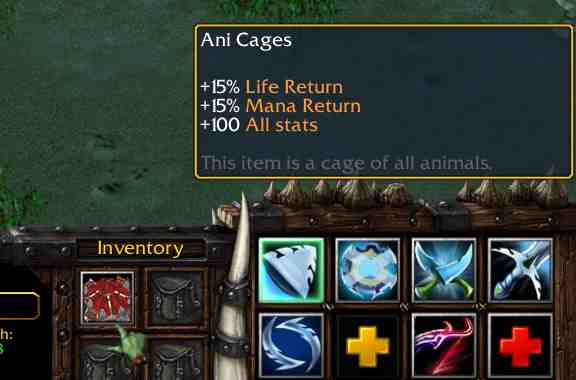 Ani Cages
+15% Life Return
+15% Mana Return
+100 All stats
This item is a cage of all animals.
Inventory
h:
8